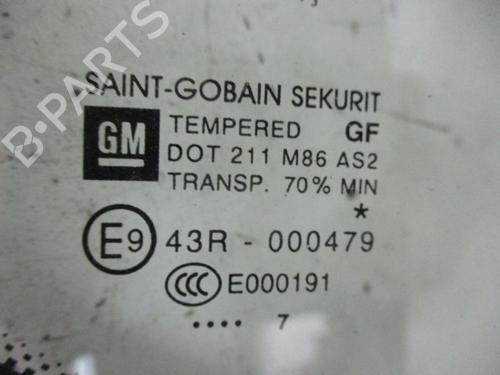 B-PARTS
SAINT-GOBAIN SEKURIT
GM TEMPERED GF
DOT 211 M86 AS2
TRANSP. 70% MIN
*
E9 43R - 000479
CCC E000191
.... 7